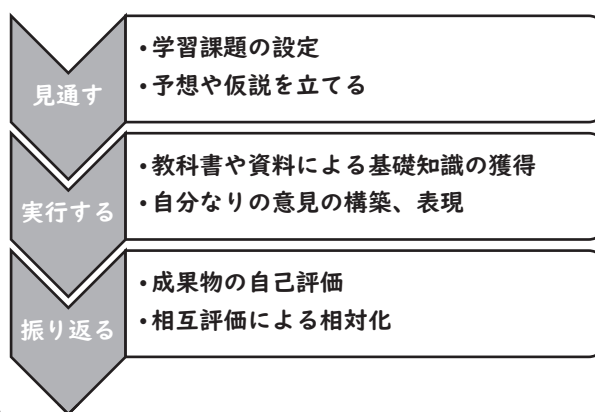 見通す
・学習課題の設定
・予想や仮説を立てる
実行する
・教科書や資料による基礎知識の獲得
・自分なりの意見の構築、表現
振り返る
・成果物の自己評価
・相互評価による相対化